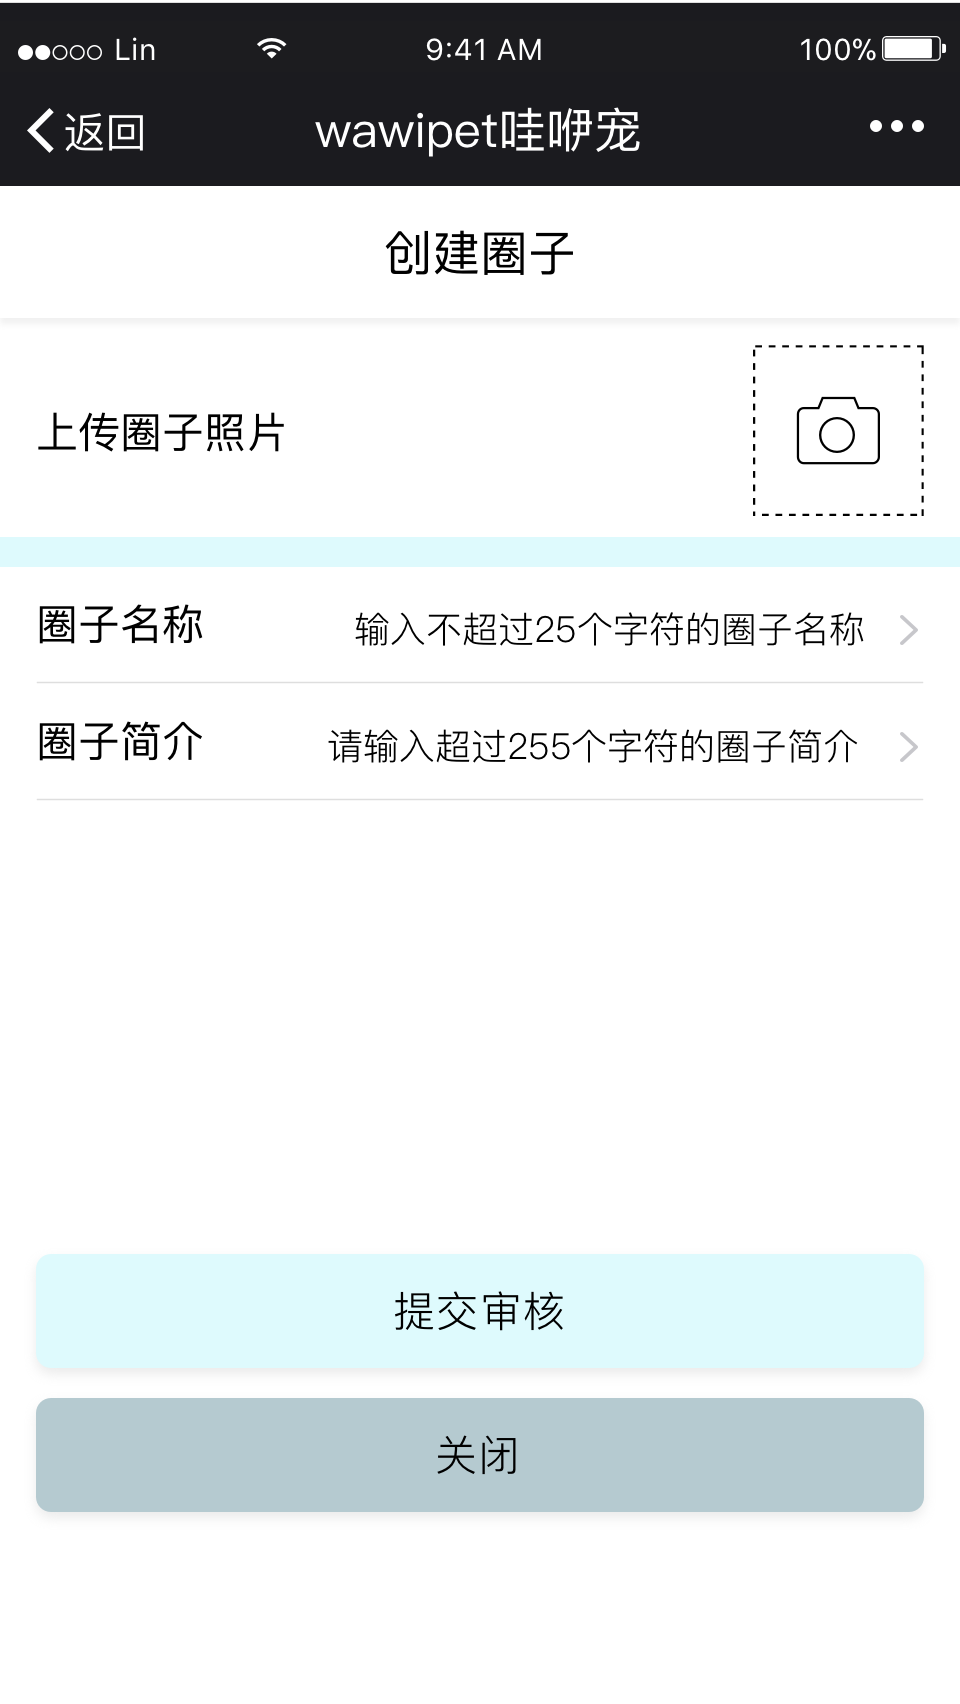 Lin 9:41 AM 100%
返回 wawipet哇咿宠
创建圈子
上传圈子照片
圈子名称 输入不超过25个字符的圈子名称
圈子简介 请输入超过255个字符的圈子简介
提交审核
关闭